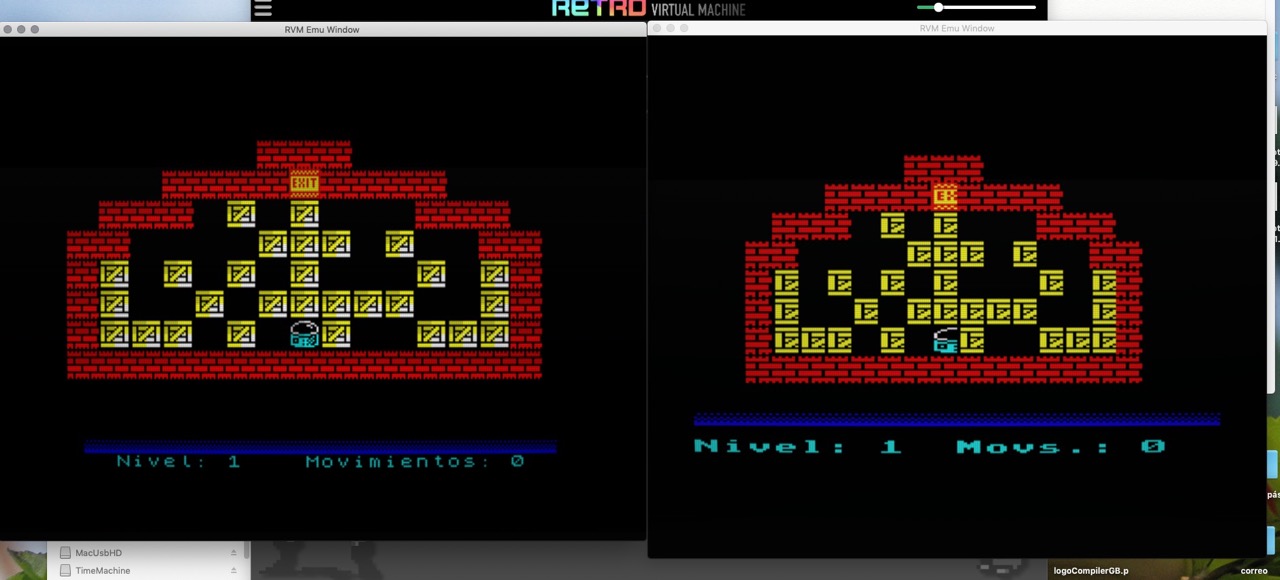 RETRO VIRTUAL MACHINE
RVM Emu Window
RVM Emu Window
EXIT
Nivel: 1 Movimientos: 0
Nivel: 1 Movs.: 0
MacUsbHD
TimeMachine
logoCompilerGB.p
correo